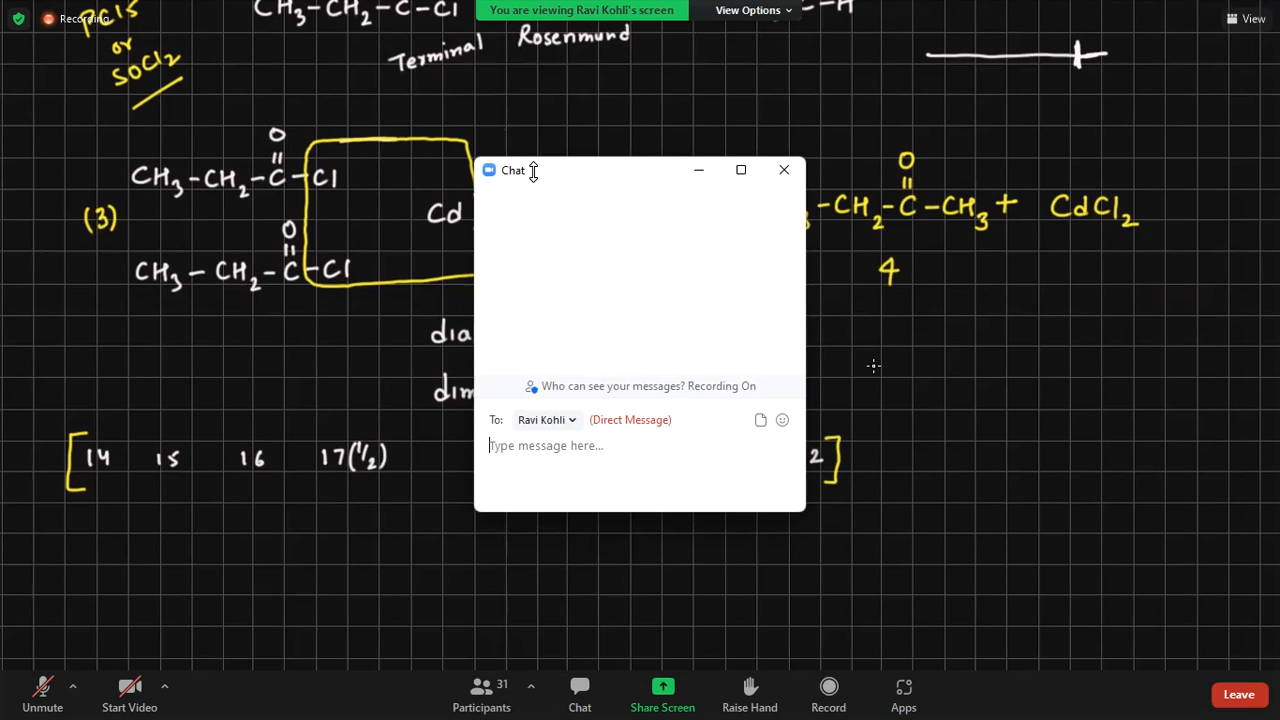 You are viewing Ravi Kohli's screen
View Options
View
Recording
PCl5
or
SOCl2
CH3-CH2-C-Cl
C-H
Terminal Rosenmund
O
||
CH3-CH2-C-Cl
(3)
Cd
O
||
CH3-CH2-C-Cl
O
||
-CH2-C-CH3 + CdCl2
4
dia
dim
[14 15 16 17(1/2)
2]
Chat
Who can see your messages? Recording On
To: Ravi Kohli (Direct Message)
Type message here...
31
Unmute
Start Video
Participants
Chat
Share Screen
Raise Hand
Record
Apps
Leave